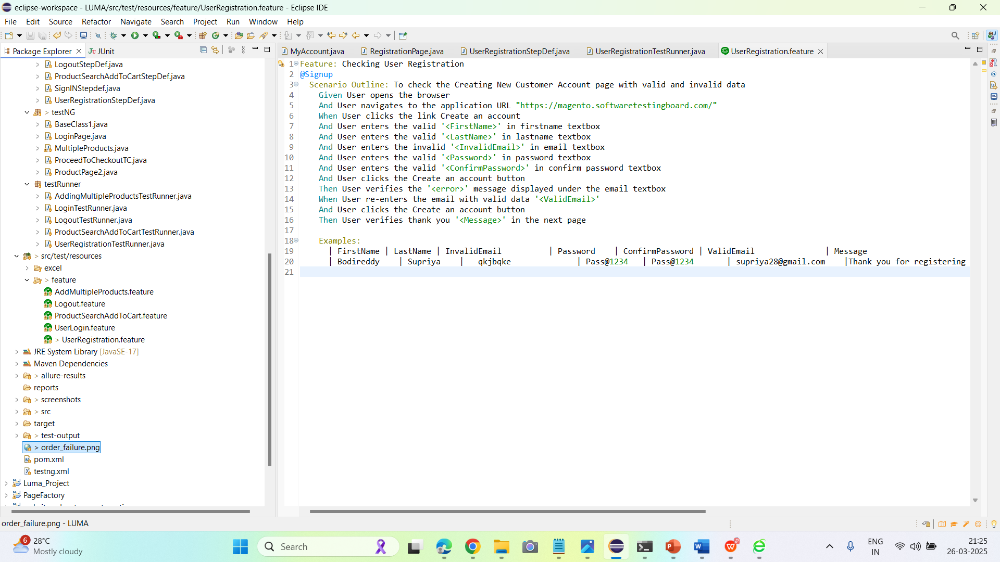 eclipse-workspace - LUMA/src/test/resources/feature/UserRegistration.feature - Eclipse IDE
File Edit Source Refactor Navigate Search Project Run Window Help
Package Explorer JUnit
MyAccount.java RegistrationPage.java UserRegistrationStepDef.java UserRegistrationTestRunner.java UserRegistration.feature
LogoutStepDef.java
ProductSearchAddToCartStepDef.java
SignINStepdef.java
UserRegistrationStepDef.java
> testNG
BaseClass1.java
LoginPage.java
MultipleProducts.java
ProceedToCheckoutTC.java
ProductPage2.java
testRunner
AddingMultipleProductsTestRunner.java
LoginTestRunner.java
LogoutTestRunner.java
ProductSearchAddToCartTestRunner.java
UserRegistrationTestRunner.java
> src/test/resources
excel
> feature
AddMultipleProducts.feature
Logout.feature
ProductSearchAddToCart.feature
UserLogin.feature
> UserRegistration.feature
JRE System Library [JavaSE-17]
Maven Dependencies
> allure-results
reports
> screenshots
> src
target
> test-output
> order_failure.png
pom.xml
testng.xml
Luma_Project
PageFactory
1 Feature: Checking User Registration
2 @Signup
3 Scenario Outline: To check the Creating New Customer Account page with valid and invalid data
4 Given User opens the browser
5 And User navigates to the application URL "https://magento.softwaretestingboard.com/"
6 When User clicks the link Create an account
7 And User enters the valid '<FirstName>' in firstname textbox
8 And User enters the valid '<LastName>' in lastname textbox
9 And User enters the invalid '<InvalidEmail>' in email textbox
10 And User enters the valid '<Password>' in password textbox
11 And User enters the valid '<ConfirmPassword>' in confirm password textbox
12 And User clicks the Create an account button
13 Then User verifies the '<error>' message displayed under the email textbox
14 When User re-enters the email with valid data '<ValidEmail>'
15 And User clicks the Create an account button
16 Then User verifies thank you '<Message>' in the next page
17
18 Examples:
19 | FirstName | LastName | InvalidEmail | Password | ConfirmPassword | ValidEmail | Message
20 | Bodireddy | Supriya | qkjbqke | Pass@1234 | Pass@1234 | supriya28@gmail.com |Thank you for registering
21
order_failure.png - LUMA
6
28°C
Mostly cloudy
Search
ENG
IN
21:25
26-03-2025